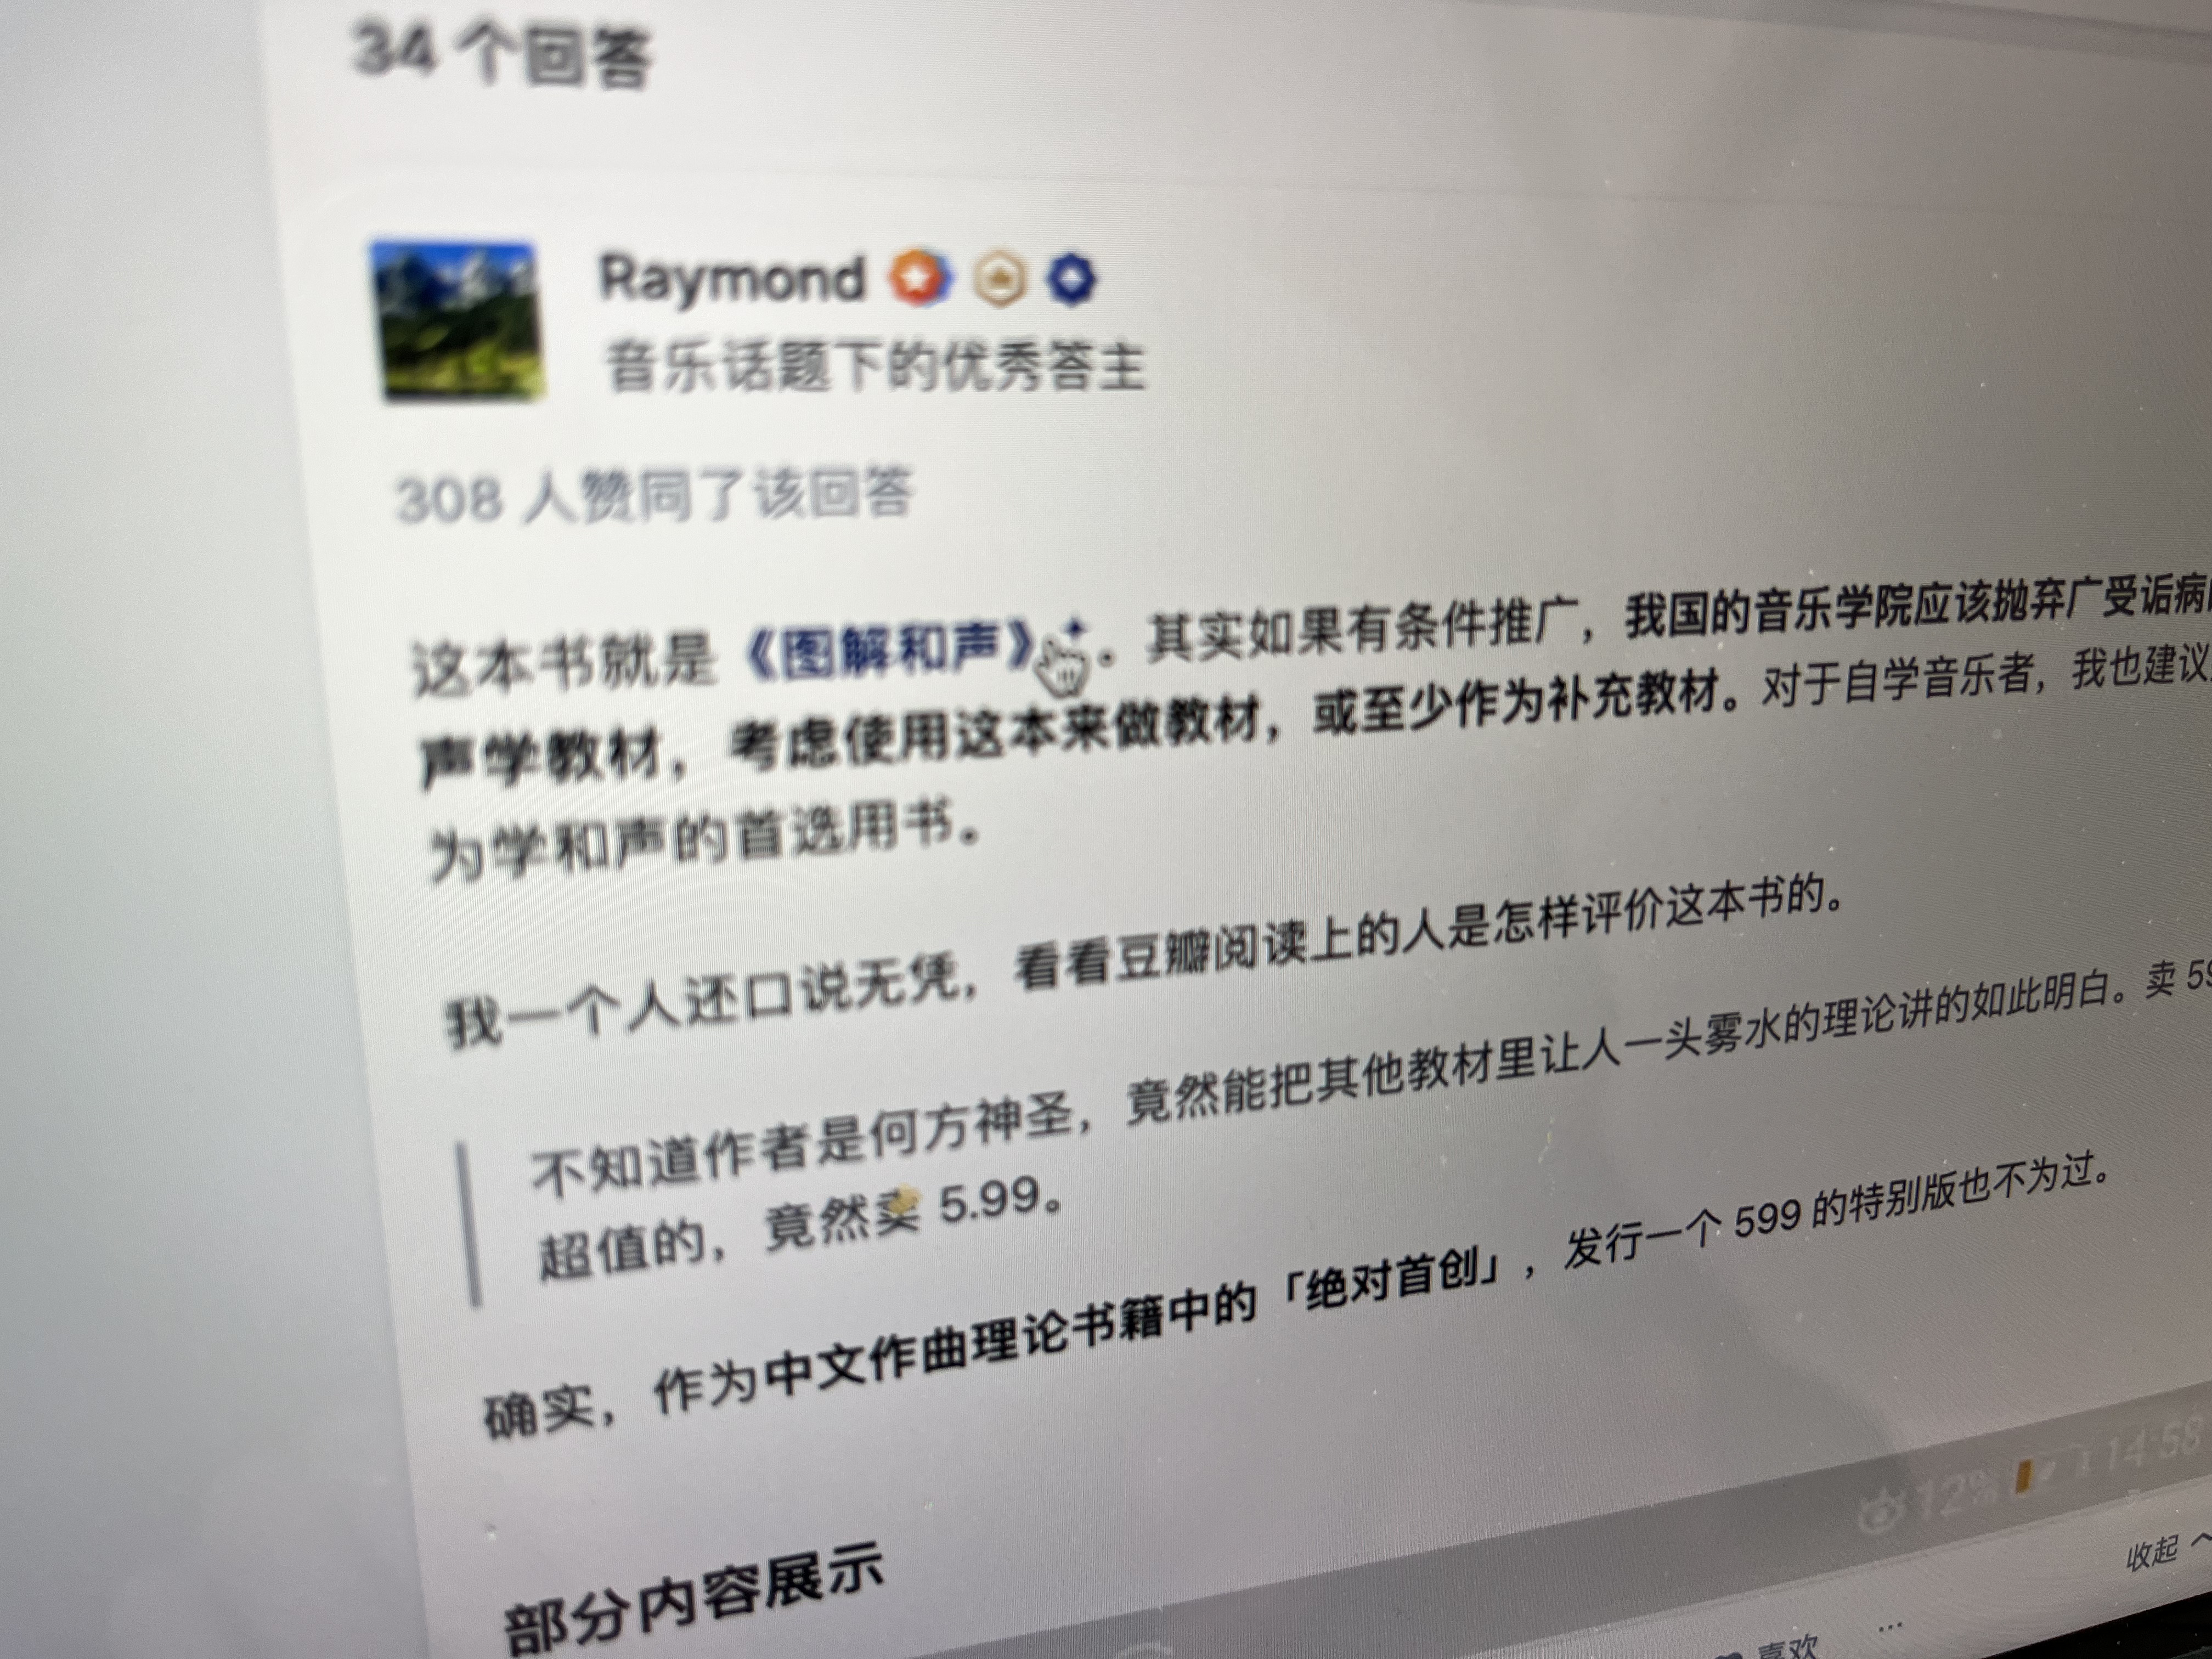 34 个回答
Raymond
音乐话题下的优秀答主
308 人赞同了该回答
这本书就是《图解和声》。其实如果有条件推广，我国的音乐学院应该抛弃广受诟病
声学教材，考虑使用这本来做教材，或至少作为补充教材。对于自学音乐者，我也建议
为学和声的首选用书。
我一个人还口说无凭，看看豆瓣阅读上的人是怎样评价这本书的。
不知道作者是何方神圣，竟然能把其他教材里让人一头雾水的理论讲的如此明白。卖 59
超值的，竟然卖 5.99。
确实，作为中文作曲理论书籍中的「绝对首创」，发行一个 599 的特别版也不为过。
12% 14:58
部分内容展示
收起
喜欢 ...